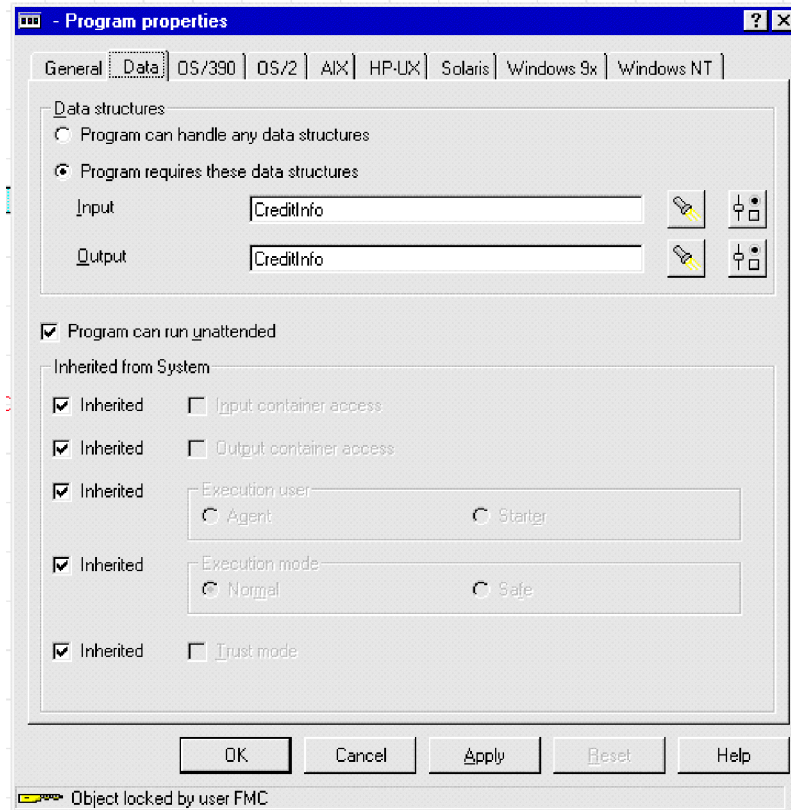 - Program properties
General Data OS/390 OS/2 AIX HP-UX Solaris Windows 9x Windows NT
Data structures
Program can handle any data structures
Program requires these data structures
Input CreditInfo
Output CreditInfo
Program can run unattended
Inherited from System
Inherited Input container access
Inherited Output container access
Inherited Execution user
Agent Starter
Inherited Execution mode
Normal Safe
Inherited Trust mode
OK Cancel Apply Reset Help
Object locked by user FMC